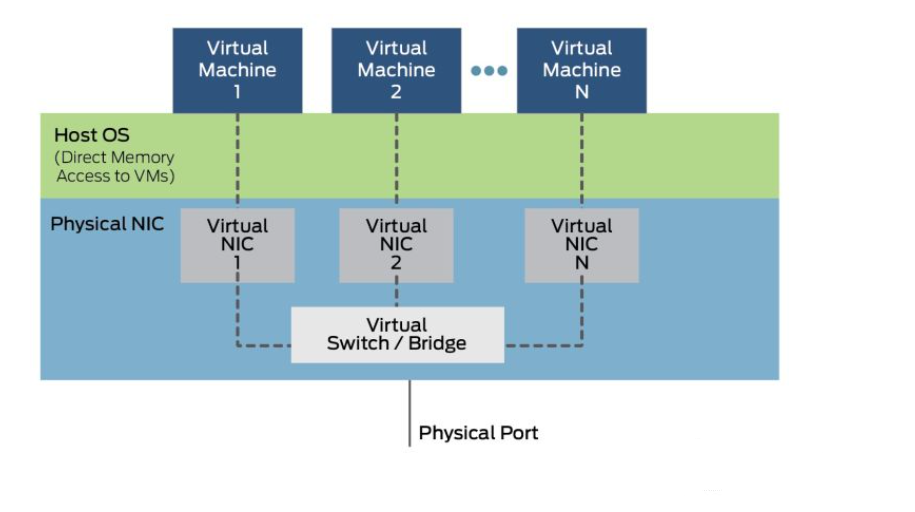 Virtual
Machine
1
Virtual
Machine
2
Virtual
Machine
N
Host OS
(Direct Memory
Access to VMs)
Physical NIC
Virtual
NIC
1
Virtual
NIC
2
Virtual
NIC
N
Virtual
Switch / Bridge
Physical Port